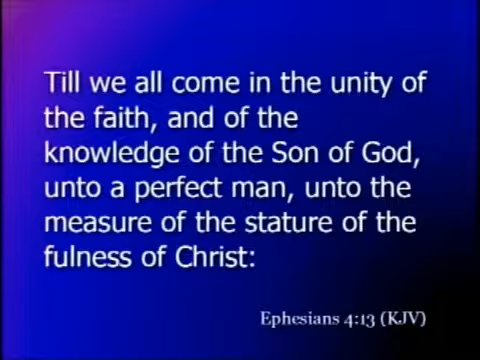 Till we all come in the unity of
the faith, and of the
knowledge of the Son of God,
unto a perfect man, unto the
measure of the stature of the
fulness of Christ:
Ephesians 4:13 (KJV)